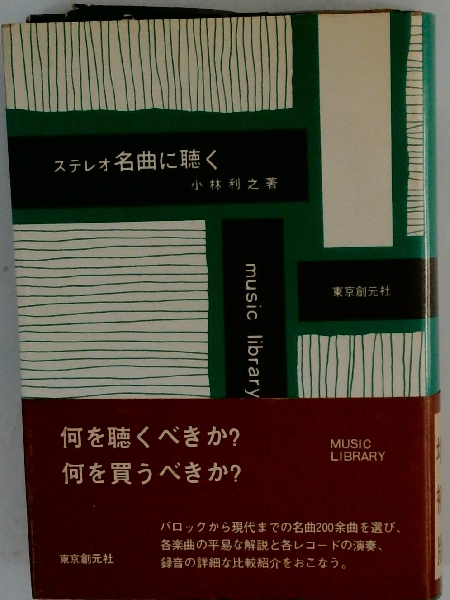 ステレオ名曲に聴く
小林利之著
music library
東京創元社
何を聴くべきか?
何を買うべきか?
MUSIC
LIBRARY
バロックから現代までの名曲200余曲を選び、
各楽曲の平易な解説と各レコードの演奏、
録音の詳細な比較紹介をおこなう。
東京創元社